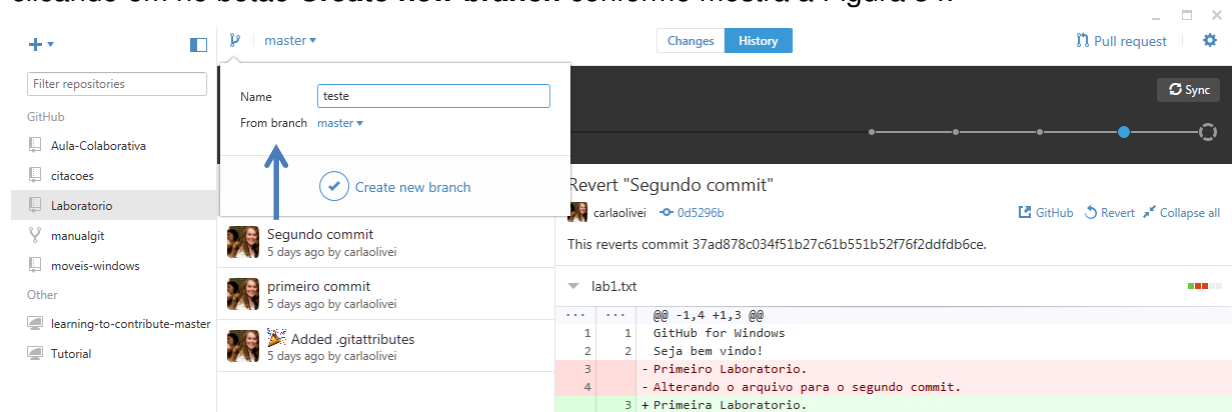 master
Changes
History
Pull request
Filter repositories
GitHub
Aula-Colaborativa
citacoes
Laboratorio
manualgit
moveis-windows
Other
learning-to-contribute-master
Tutorial
Name
teste
From branch
master
Create new branch
Segundo commit
5 days ago by carlaolivei
primeiro commit
5 days ago by carlaolivei
Added .gitattributes
5 days ago by carlaolivei
Sync
Revert "Segundo commit"
carlaolivei
0d5296b
GitHub
Revert
Collapse all
This reverts commit 37ad878c034f51b27c61b551b52f76f2ddfdb6ce.
lab1.txt
... ... @@ -1,4 +1,3 @@
1 1 GitHub for Windows
2 2 Seja bem vindo!
3 - Primeiro Laboratorio.
4 - Alterando o arquivo para o segundo commit.
3 + Primeira Laboratorio.